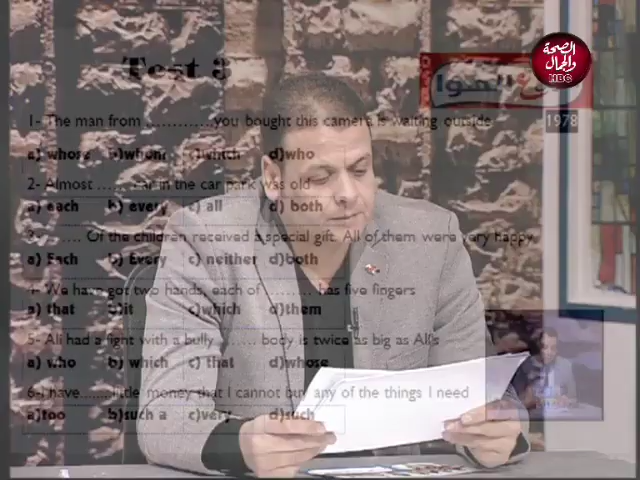 الصحة
والجمال
HBC
Test 3
الهوا
1978
1- The man from ............ you bought this camera is waiting outside
a) whose b)whom c)which d)who
2- Almost ...... car in the car park was old
a) each b) every c) all d) both
3- ...... Of the children received a special gift. All of them were very happy
a) Each b) Every c) neither d)both
4- We have got two hands, each of ......... has five fingers
a) that b)it c)which d)them
5- Ali had a fight with a bully ....... body is twice as big as Ali's
a) who b) which c) that d)whose
6-I have.......little money that I cannot buy any of the things I need
a)too b)such a c)very d)such